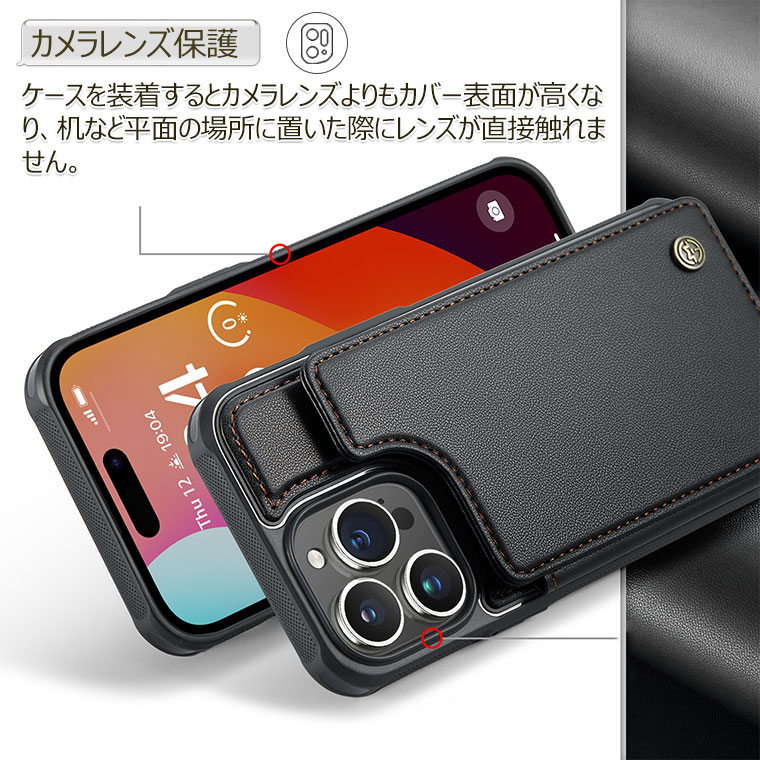 カメラレンズ保護
ケースを装着するとカメラレンズよりもカバー表面が高くな
り、机など平面の場所に置いた際にレンズが直接触れま
せん。
Thu 12
19:04
0